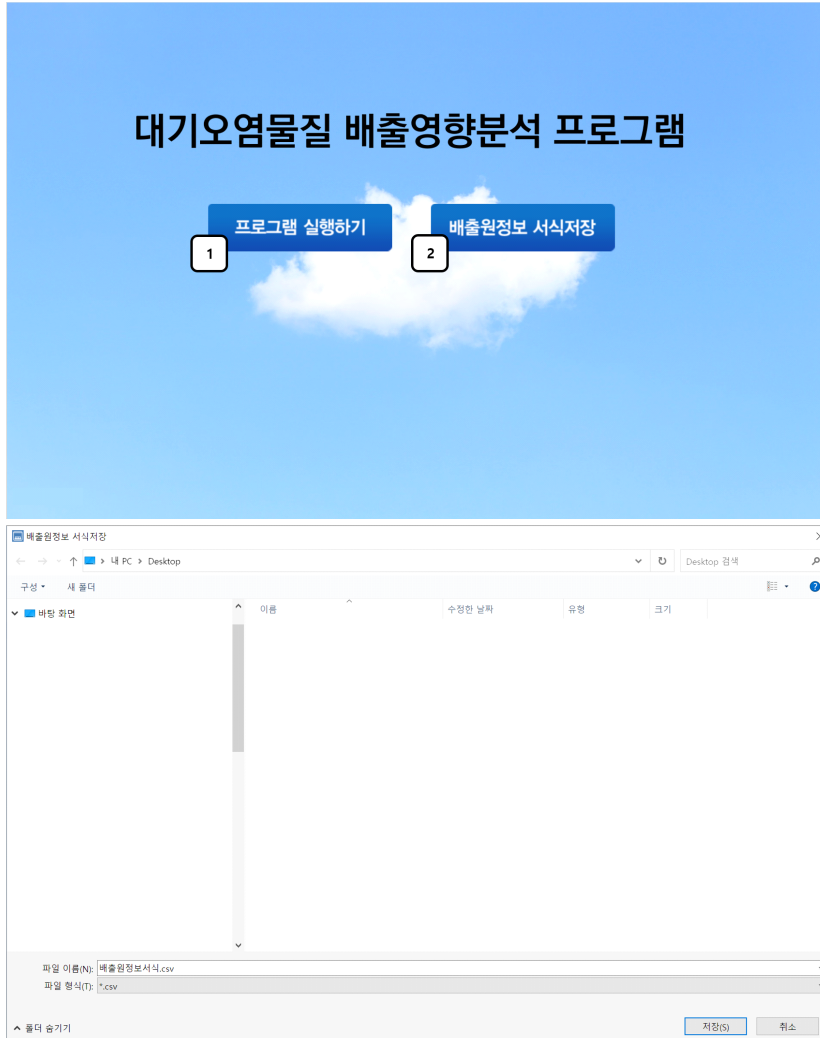 대기오염물질 배출영향분석 프로그램
프로그램 실행하기
배출원정보 서식저장
1
2
배출원정보 서식저장
내 PC > Desktop
Desktop 검색
구성
새 폴더
바탕 화면
이름
수정한 날짜
유형
크기
파일 이름(N):
배출원정보서식.csv
파일 형식(T):
*.csv
폴더 숨기기
저장(S)
취소